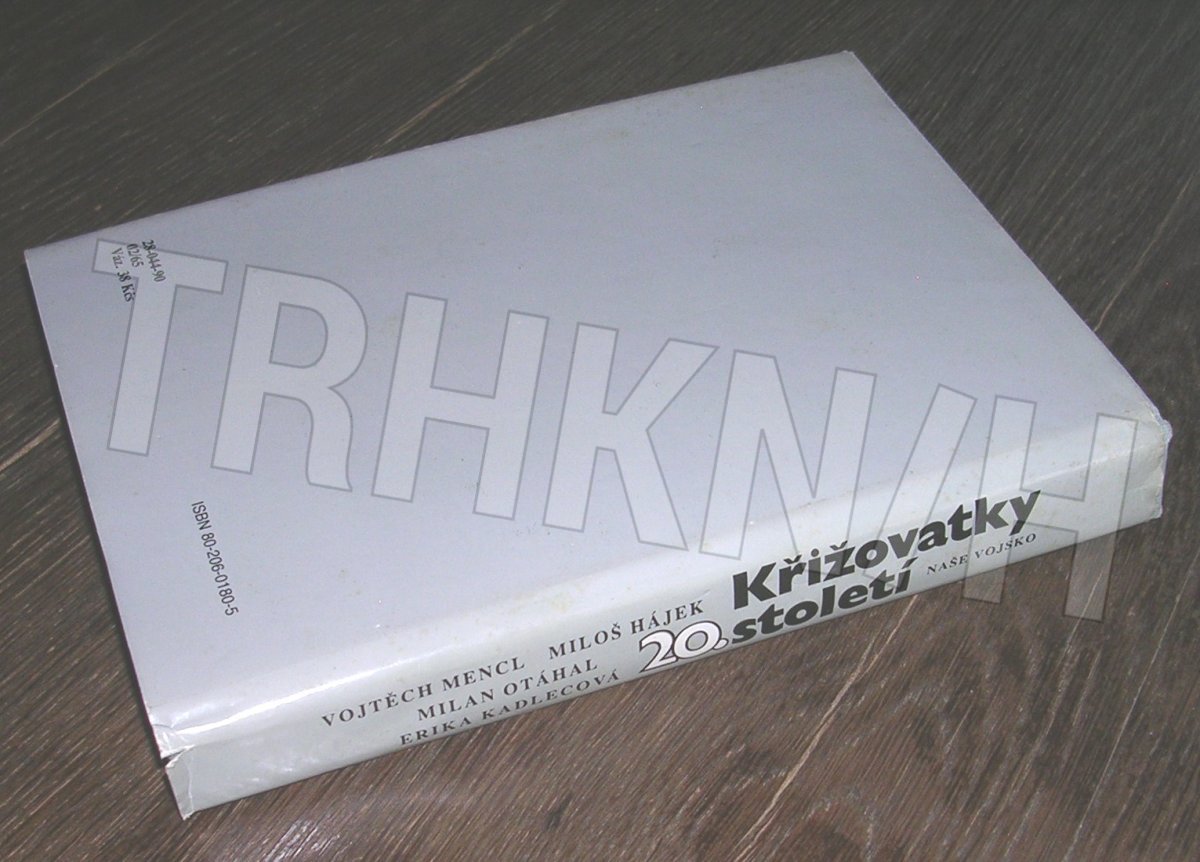 28-044-90
02/65
Váz. 38 Kčs
TRHKNIH
ISBN 80-206-0180-5
VOJTĚCH MENCL MILOŠ HÁJEK
MILAN OTÁHAL
ERIKA KADLECOVÁ
Křižovatky
20. století
NAŠE VOJSKO